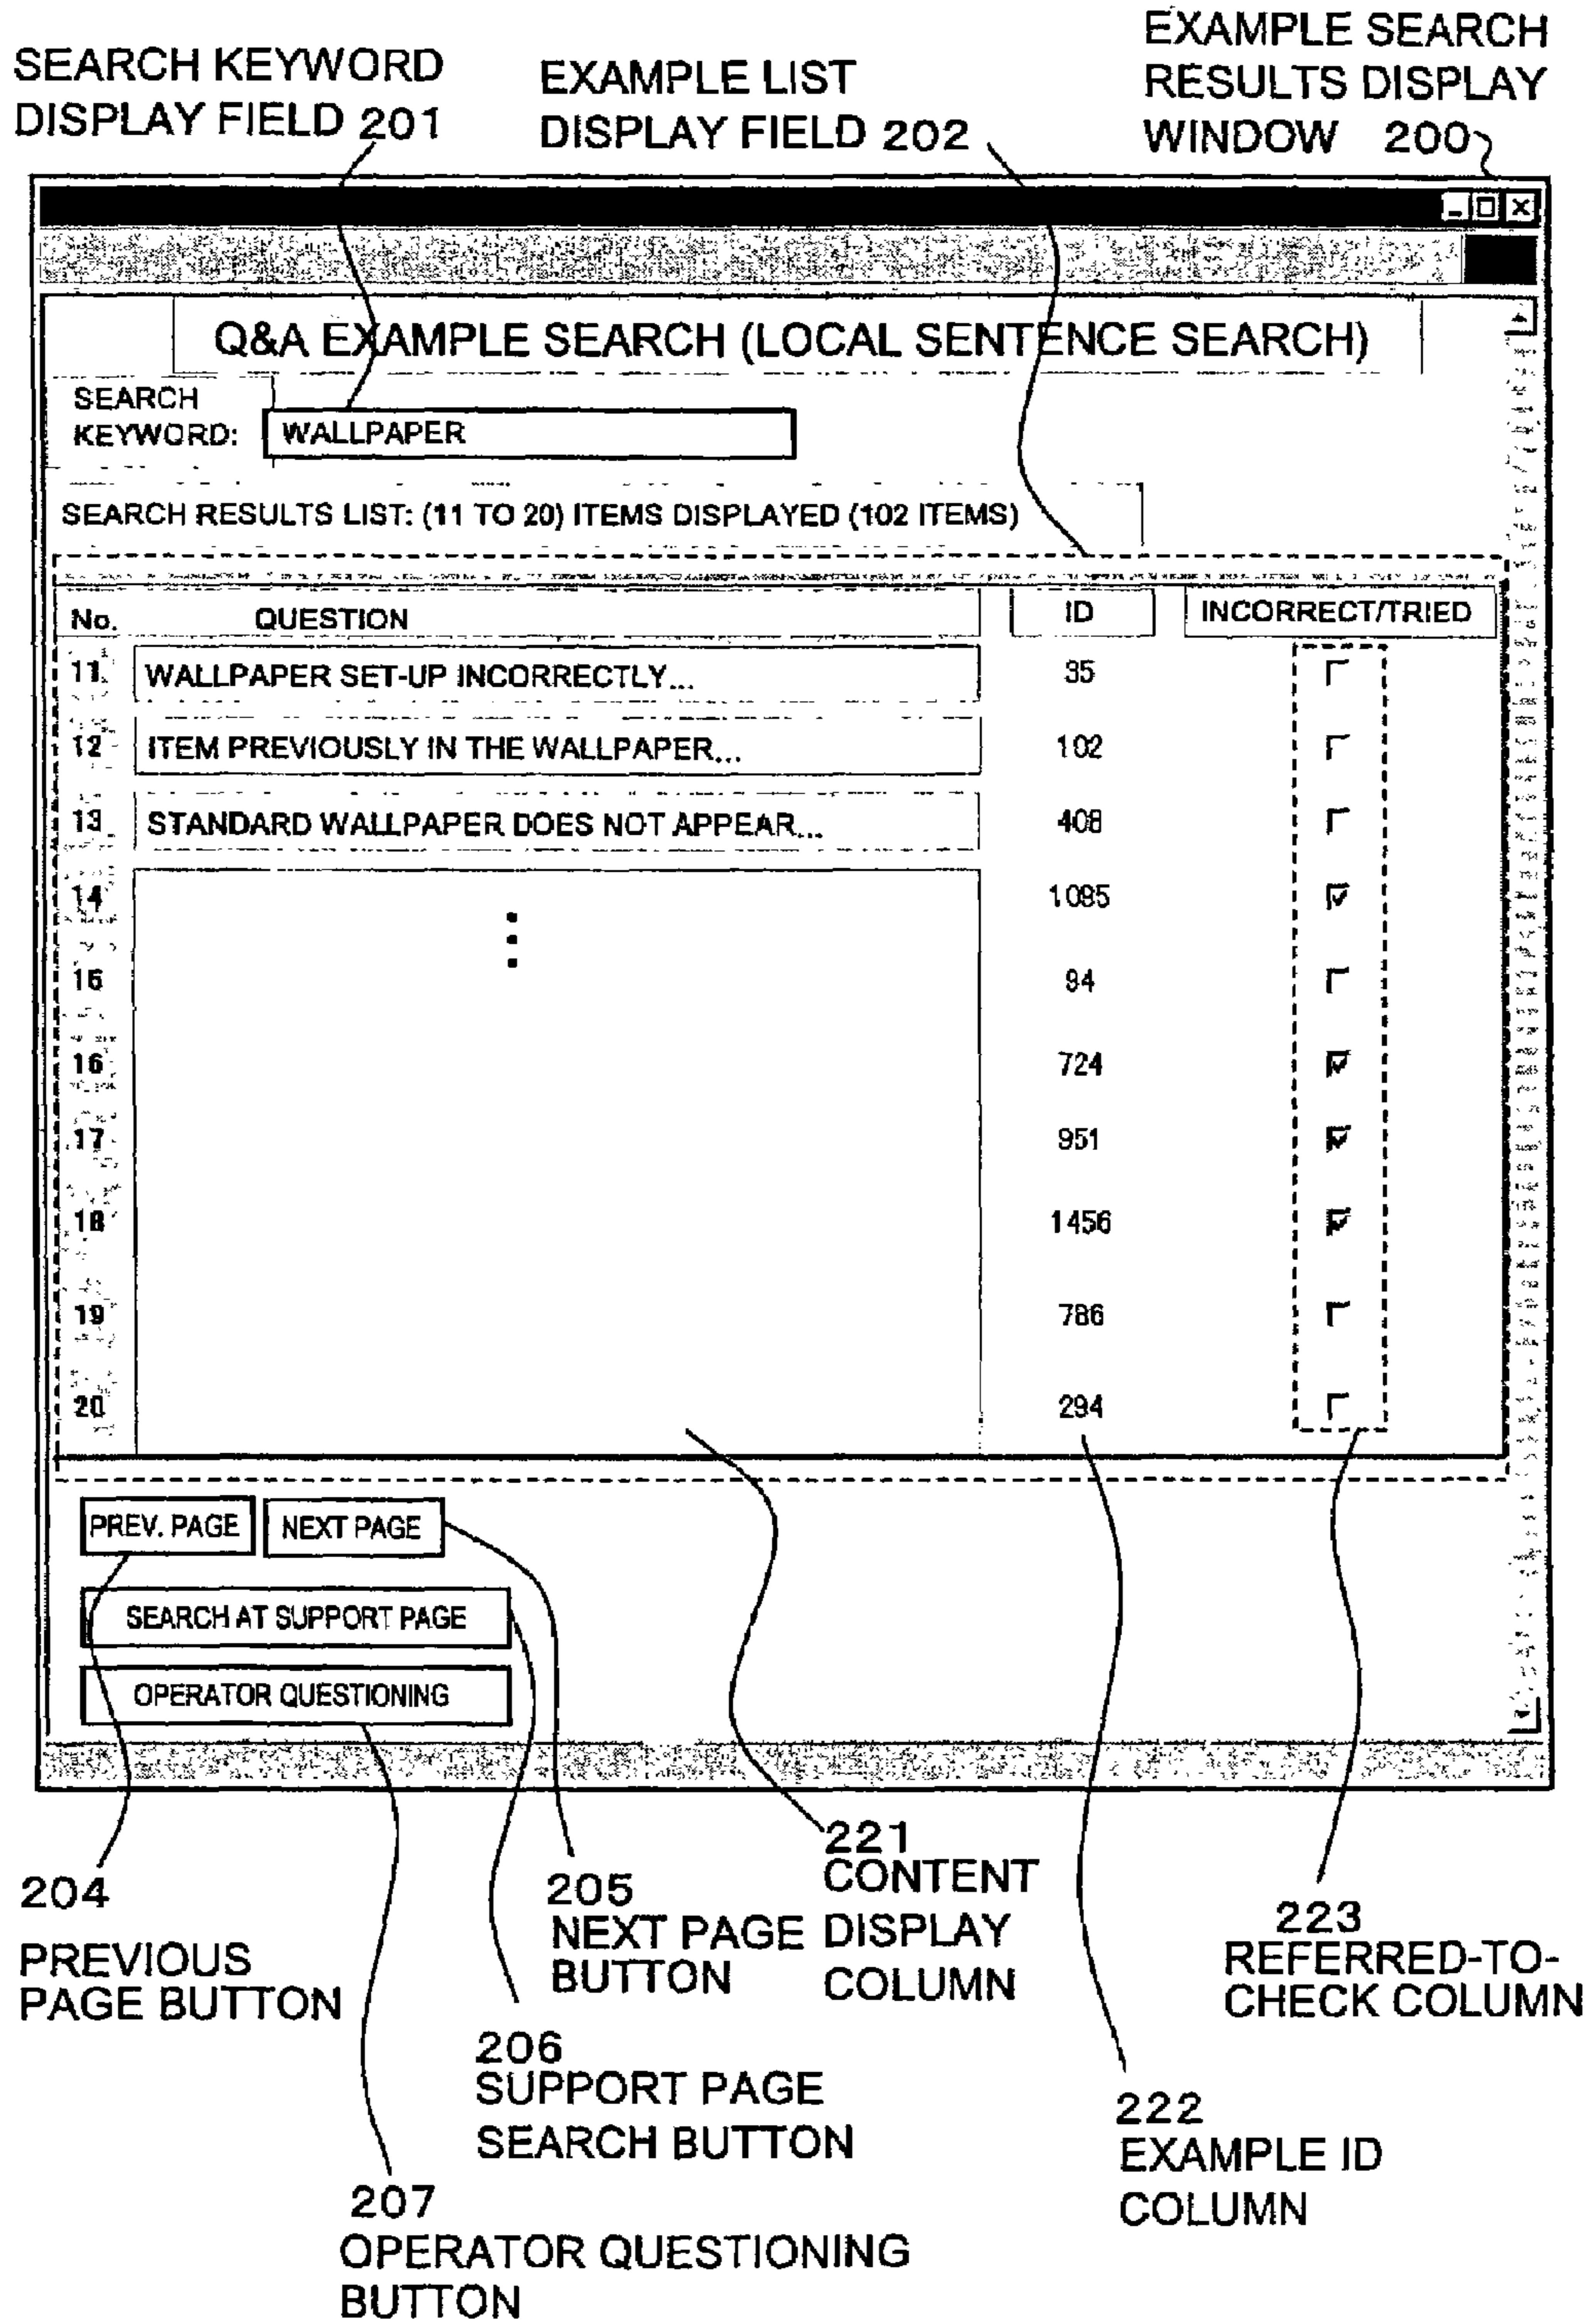 EXAMPLE SEARCH
RESULTS DISPLAY
WINDOW 200
SEARCH KEYWORD
DISPLAY FIELD 201
EXAMPLE LIST
DISPLAY FIELD 202
Q&A EXAMPLE SEARCH (LOCAL SENTENCE SEARCH)
SEARCH
KEYWORD:
WALLPAPER
SEARCH RESULTS LIST: (11 TO 20) ITEMS DISPLAYED (102 ITEMS)
No. QUESTION ID INCORRECT/TRIED
11 WALLPAPER SET-UP INCORRECTLY... 35
12 ITEM PREVIOUSLY IN THE WALLPAPER... 102
13 STANDARD WALLPAPER DOES NOT APPEAR... 408
14 1095
15 94
16 724
17 951
18 1456
19 786
20 294
PREV. PAGE NEXT PAGE
SEARCH AT SUPPORT PAGE
OPERATOR QUESTIONING
204
PREVIOUS
PAGE BUTTON
205
NEXT PAGE
BUTTON
221
CONTENT
DISPLAY
COLUMN
223
REFERRED-TO-
CHECK COLUMN
206
SUPPORT PAGE
SEARCH BUTTON
222
EXAMPLE ID
COLUMN
207
OPERATOR QUESTIONING
BUTTON